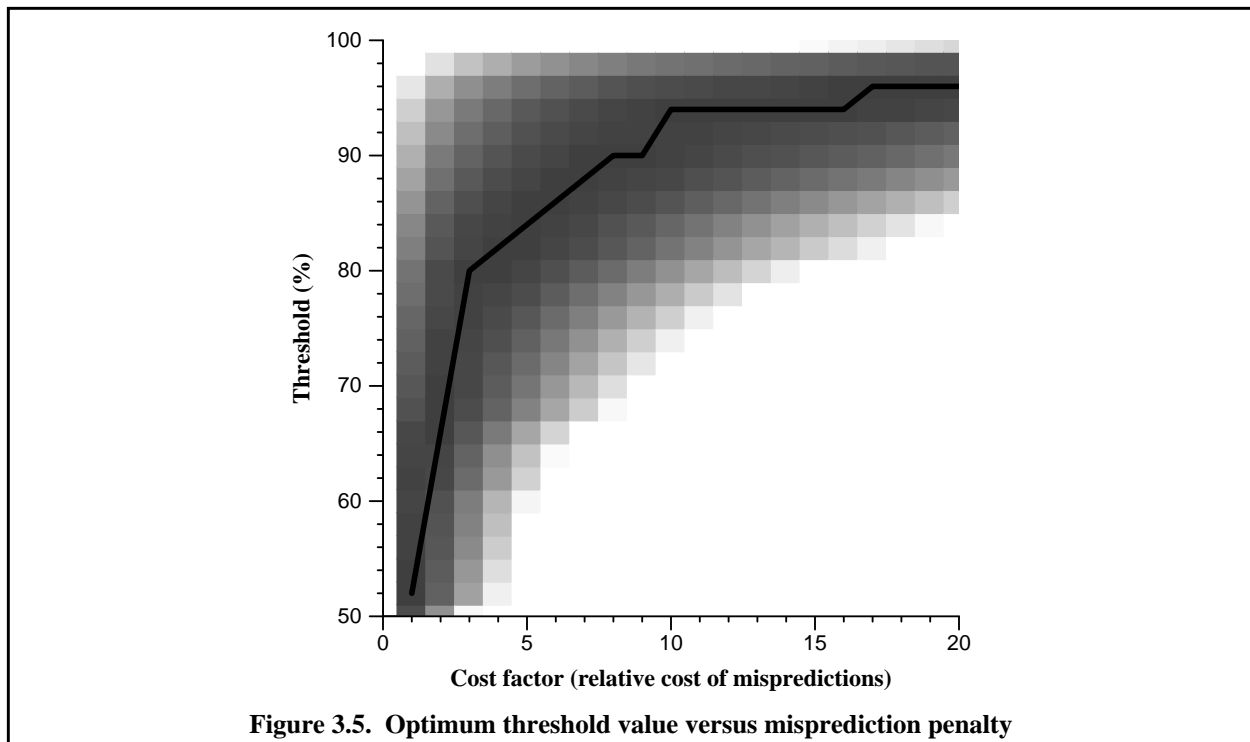 100
90
80
70
60
50
Threshold (%)
0 5 10 15 20
Cost factor (relative cost of mispredictions)
Figure 3.5. Optimum threshold value versus misprediction penalty